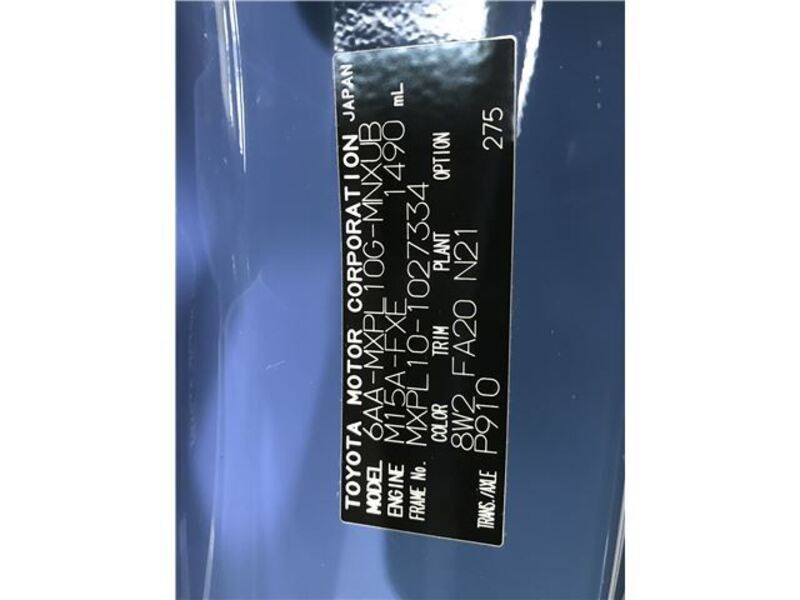 TOYOTA MOTOR CORPORATION JAPAN
MODEL 6AA-MXPL10G-MNXUB
ENGINE M15A-FXE 1490 mL
FRAME No. MXPL10-1027334
COLOR TRIM PLANT OPTION
8W2 FA20 N21
TRANS./AXLE P910 275